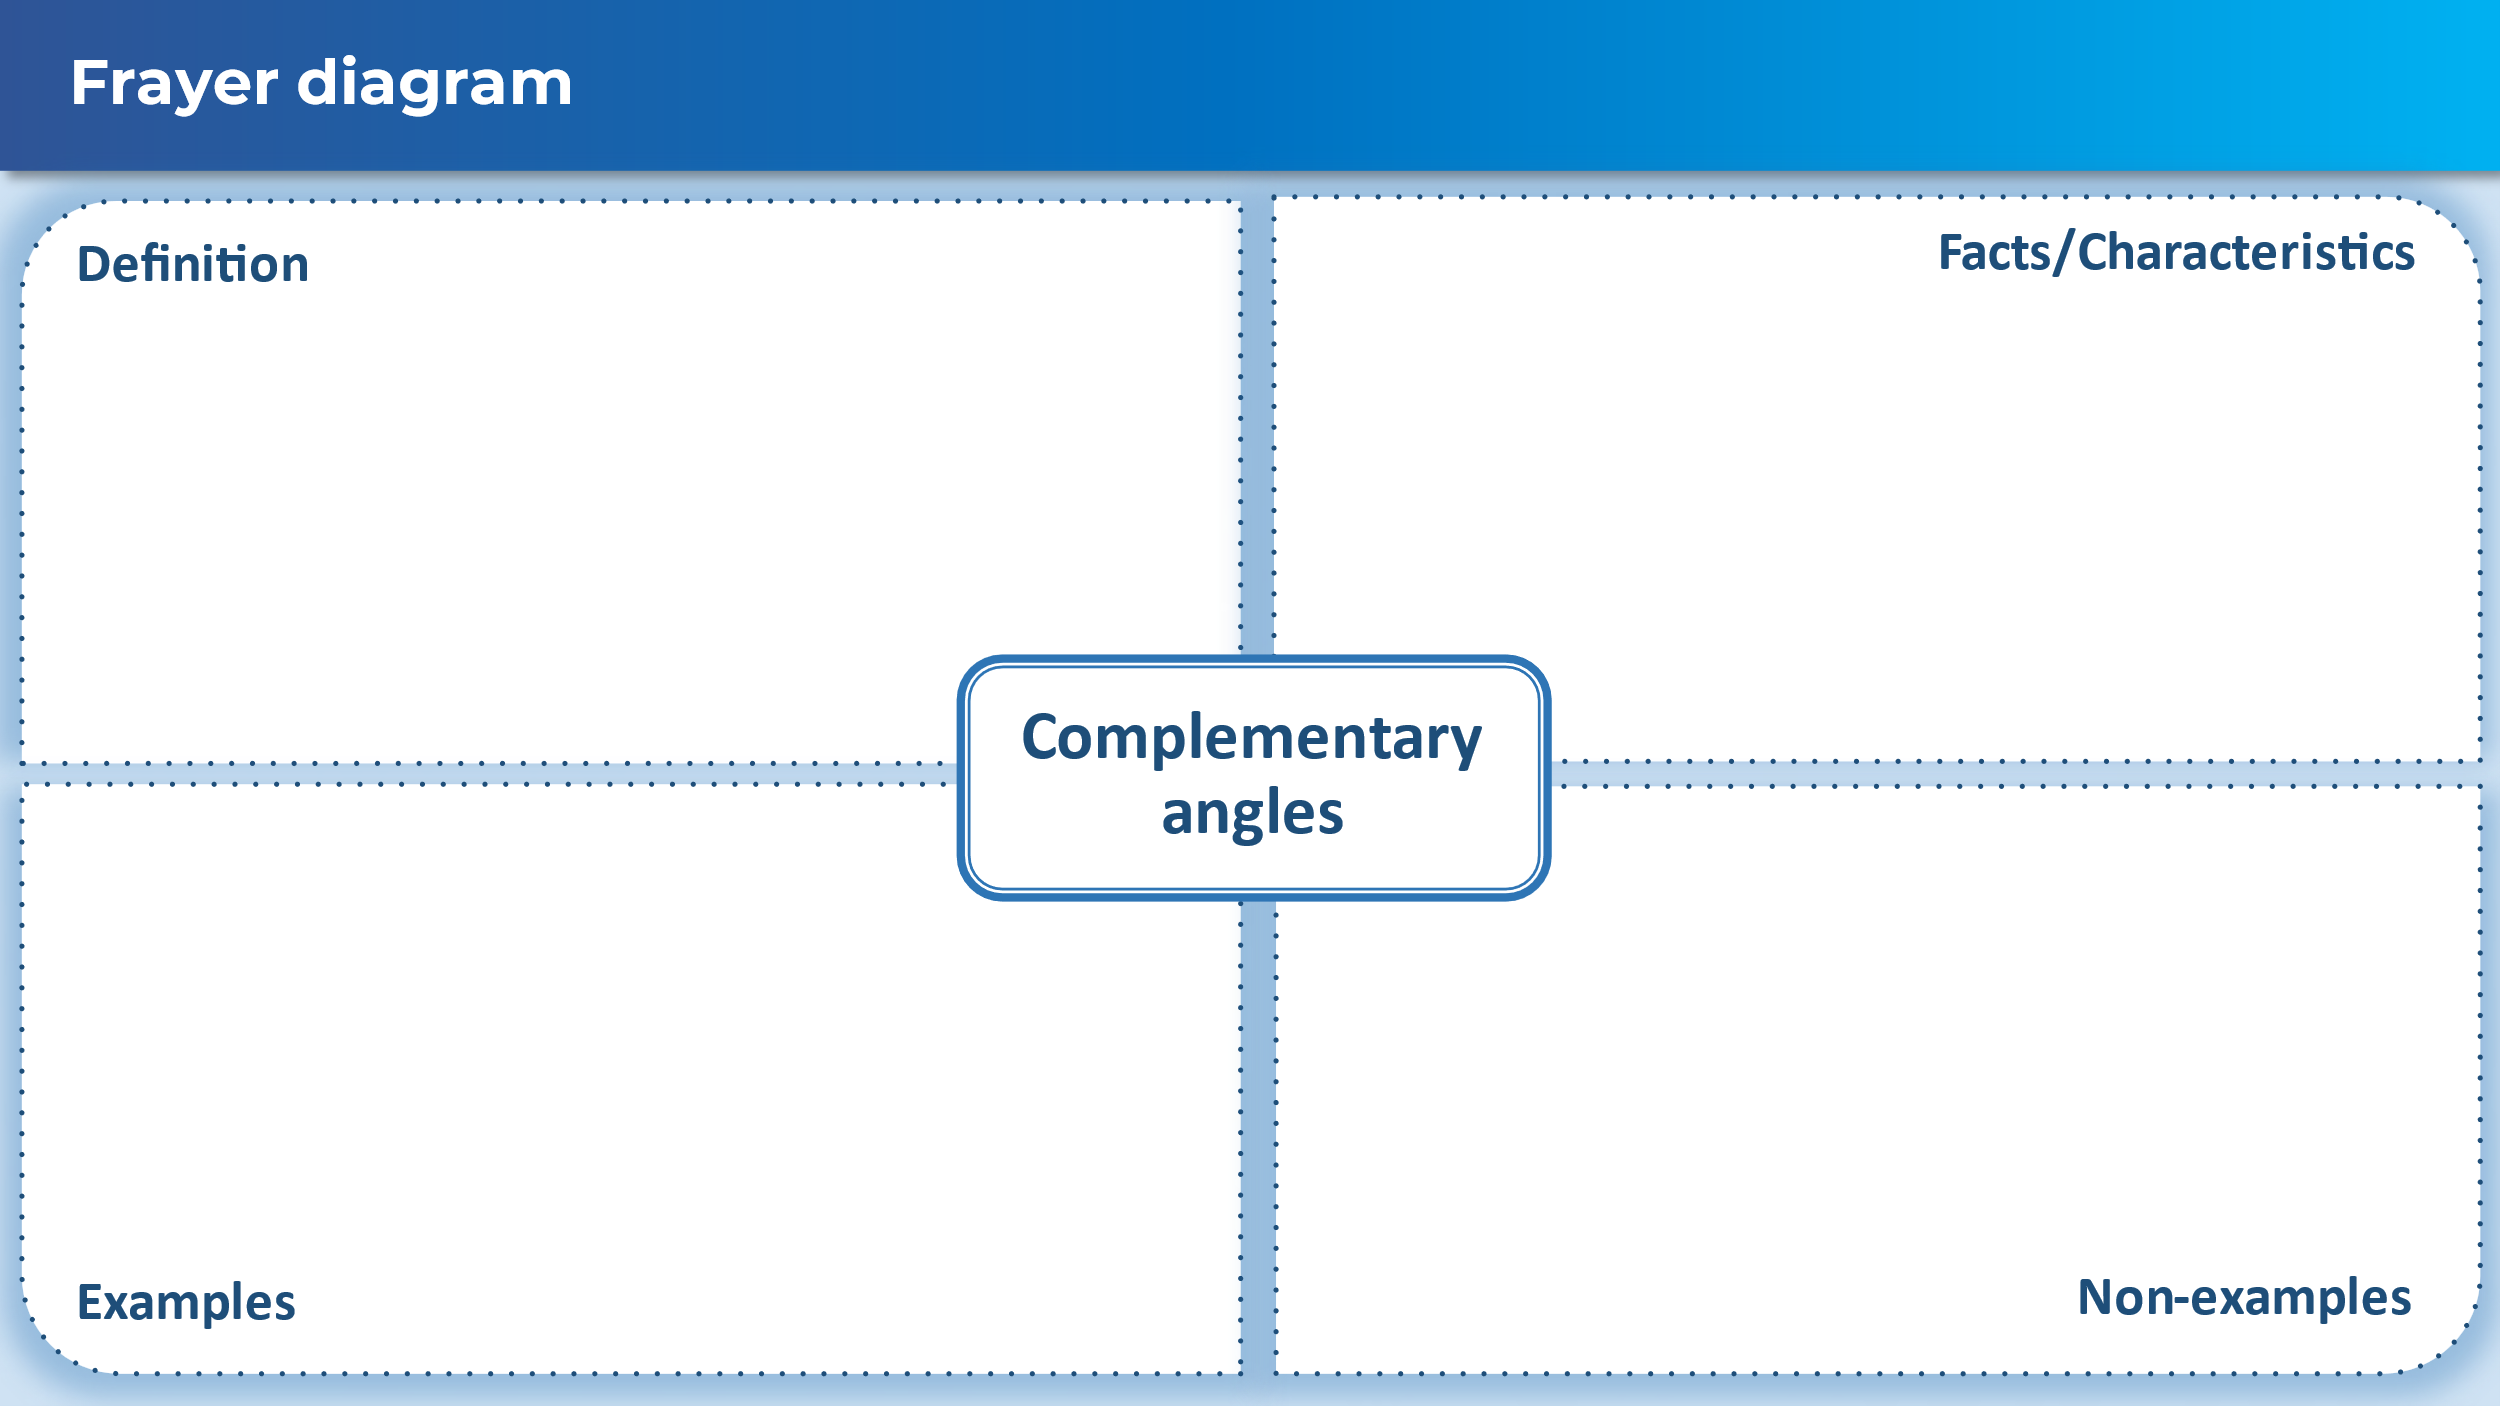 Frayer diagram
Definition
Facts/Characteristics
Complementary
angles
Examples
Non-examples